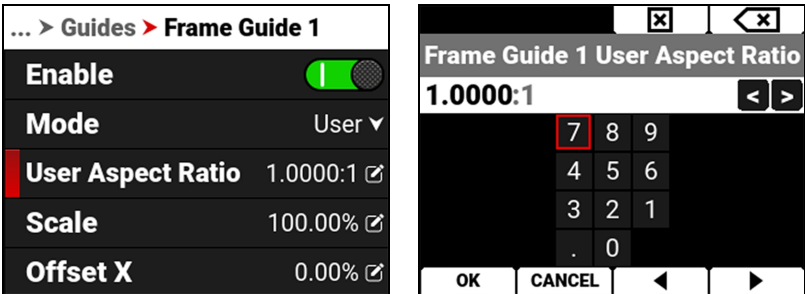 ... > Guides > Frame Guide 1
Enable
Mode User
User Aspect Ratio 1.0000:1
Scale 100.00%
Offset X 0.00%
Frame Guide 1 User Aspect Ratio
1.0000:1 < >
7 8 9
4 5 6
3 2 1
. 0
OK CANCEL ◀ ▶